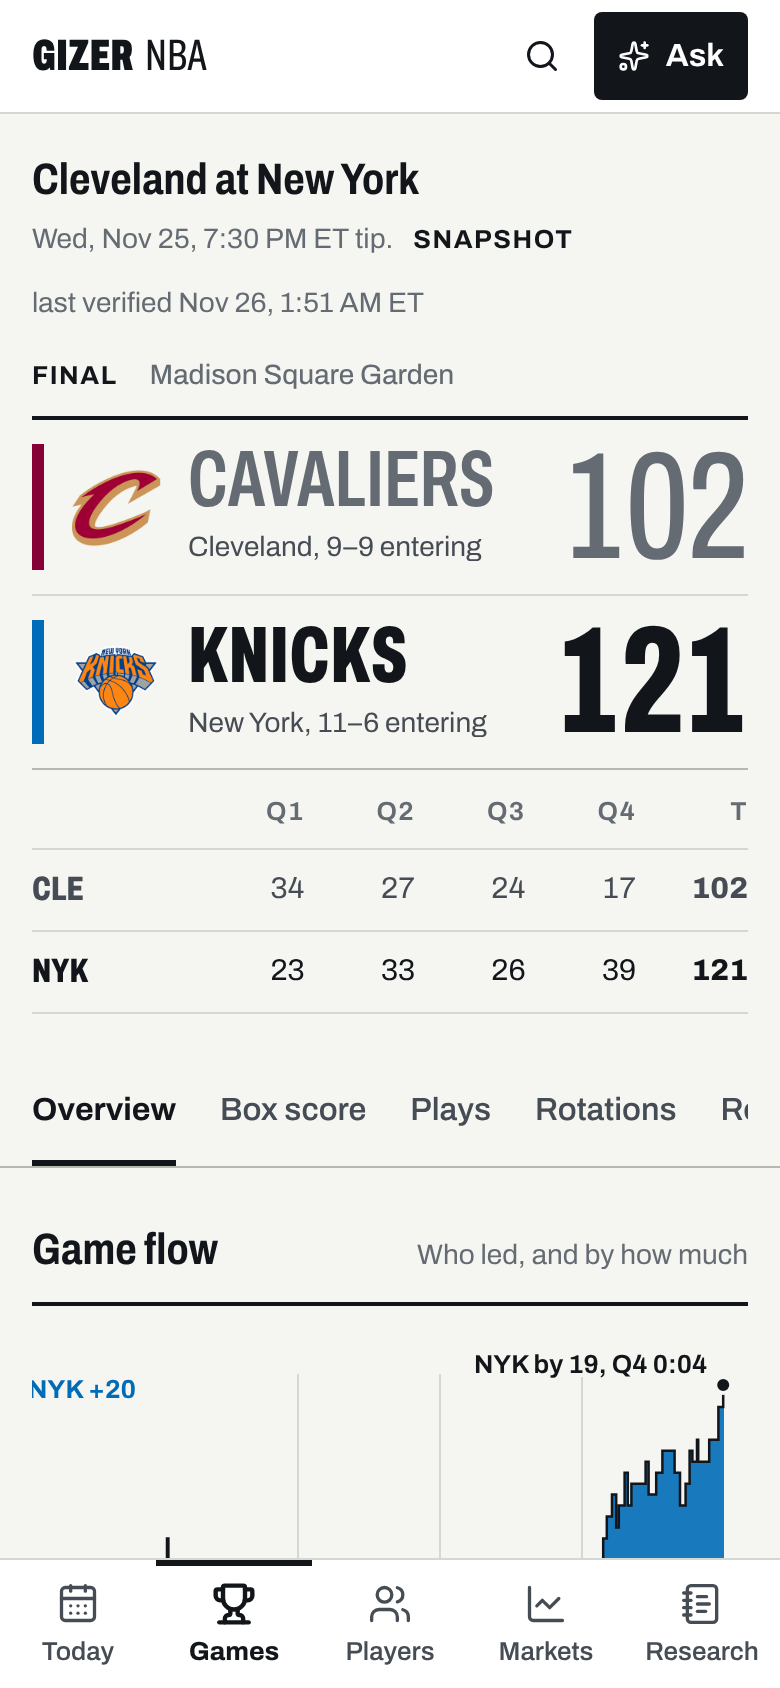 GIZER NBA
Ask
Cleveland at New York
Wed, Nov 25, 7:30 PM ET tip. SNAPSHOT
last verified Nov 26, 1:51 AM ET
FINAL Madison Square Garden
CAVALIERS 102
Cleveland, 9–9 entering
NEW YORK
KNICKS
KNICKS 121
New York, 11–6 entering
Q1 Q2 Q3 Q4 T
CLE 34 27 24 17 102
NYK 23 33 26 39 121
Overview Box score Plays Rotations
Game flow Who led, and by how much
NYK by 19, Q4 0:04
NYK +20
Today Games Players Markets Research